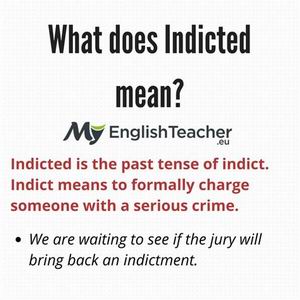 What does Indicted
mean?
My EnglishTeacher
.eu
Indicted is the past tense of indict.
Indict means to formally charge
someone with a serious crime.
• We are waiting to see if the jury will
bring back an indictment.